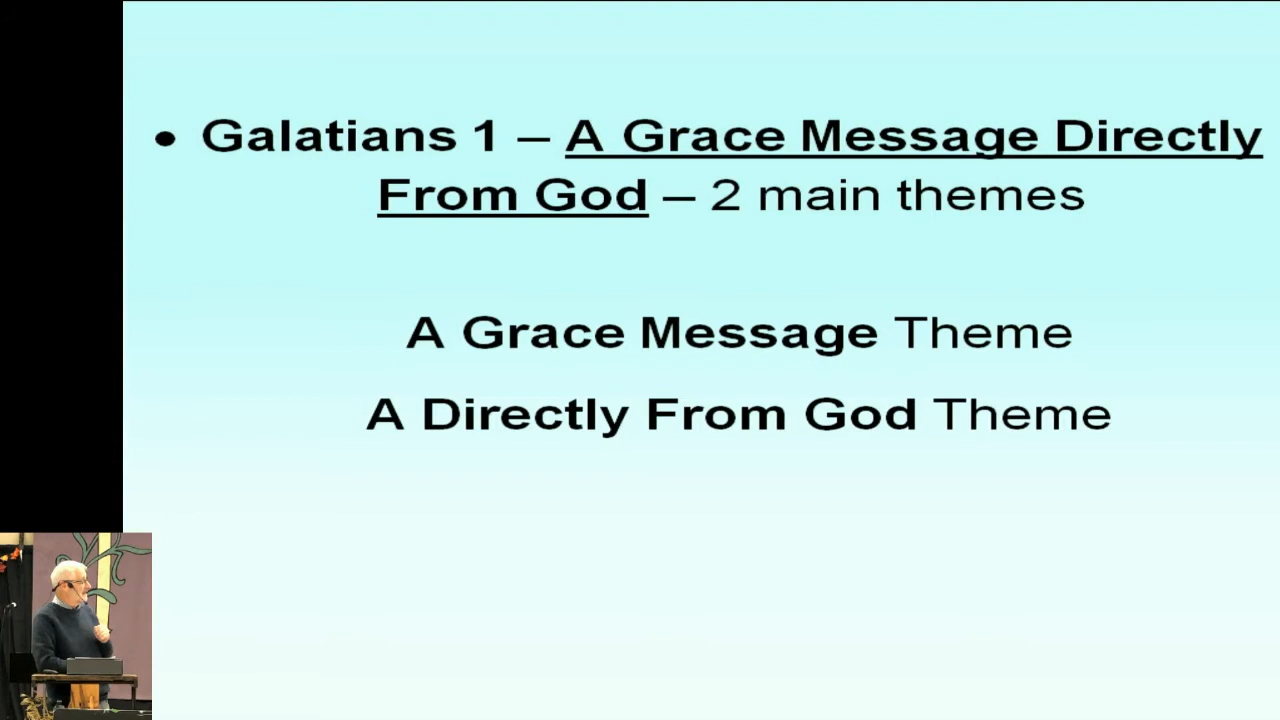 • Galatians 1 – A Grace Message Directly
From God – 2 main themes
A Grace Message Theme
A Directly From God Theme